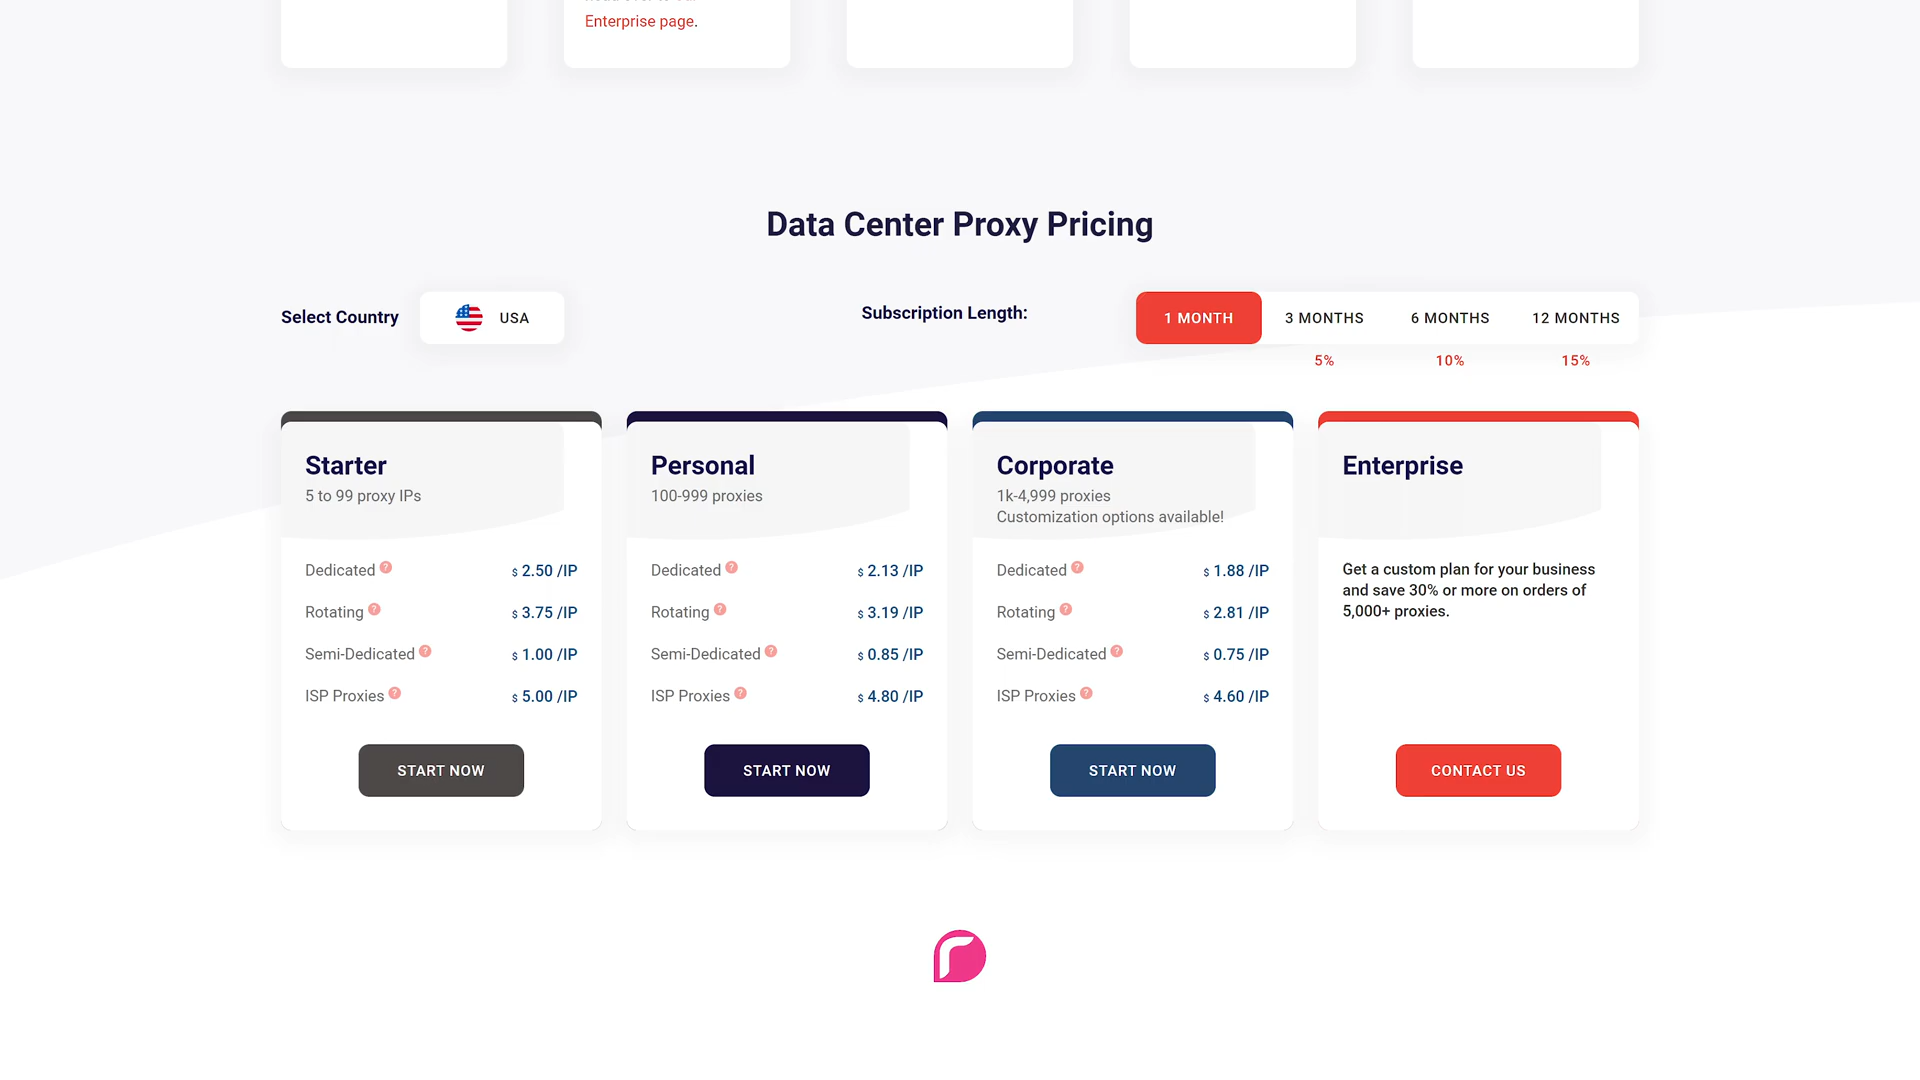 Enterprise page.
Data Center Proxy Pricing
Select Country
USA
Subscription Length:
1 MONTH
3 MONTHS
6 MONTHS
12 MONTHS
5%
10%
15%
Starter
5 to 99 proxy IPs
Dedicated ?
$ 2.50 /IP
Rotating ?
$ 3.75 /IP
Semi-Dedicated ?
$ 1.00 /IP
ISP Proxies ?
$ 5.00 /IP
START NOW
Personal
100-999 proxies
Dedicated ?
$ 2.13 /IP
Rotating ?
$ 3.19 /IP
Semi-Dedicated ?
$ 0.85 /IP
ISP Proxies ?
$ 4.80 /IP
START NOW
Corporate
1k-4,999 proxies
Customization options available!
Dedicated ?
$ 1.88 /IP
Rotating ?
$ 2.81 /IP
Semi-Dedicated ?
$ 0.75 /IP
ISP Proxies ?
$ 4.60 /IP
START NOW
Enterprise
Get a custom plan for your business
and save 30% or more on orders of
5,000+ proxies.
CONTACT US